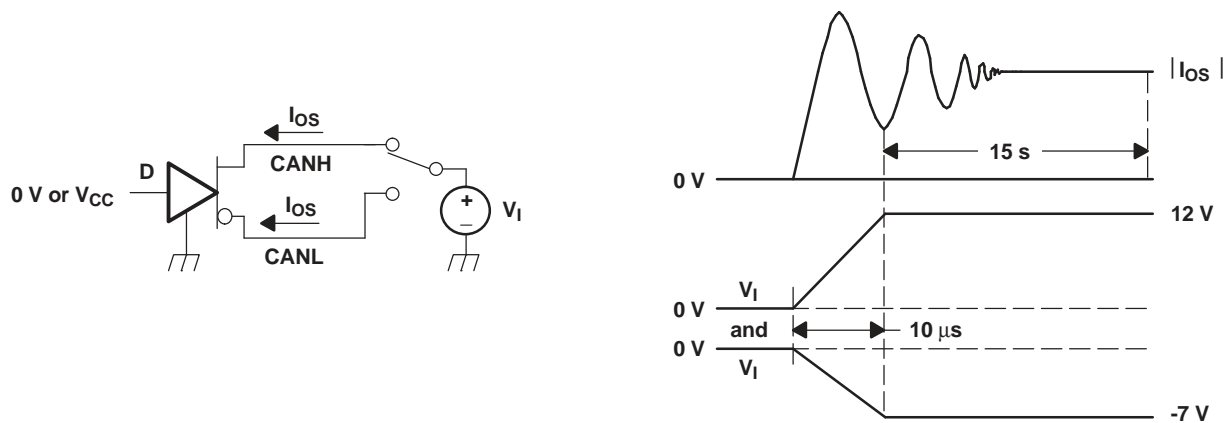 D
0 V or VCC
IOS
CANH
IOS
CANL
+
–
VI
| IOS |
15 s
0 V
12 V
VI
0 V
and
10 μs
0 V
VI
-7 V